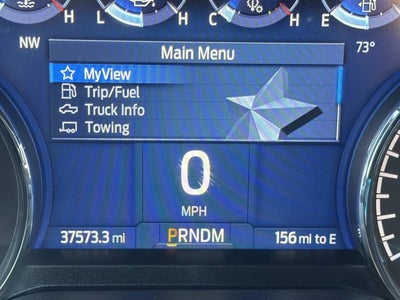 C H C H E
NW Main Menu 73°
MyView
Trip/Fuel
Truck Info
Towing
0
MPH
37573.3 mi PRNDM 156 mi to E